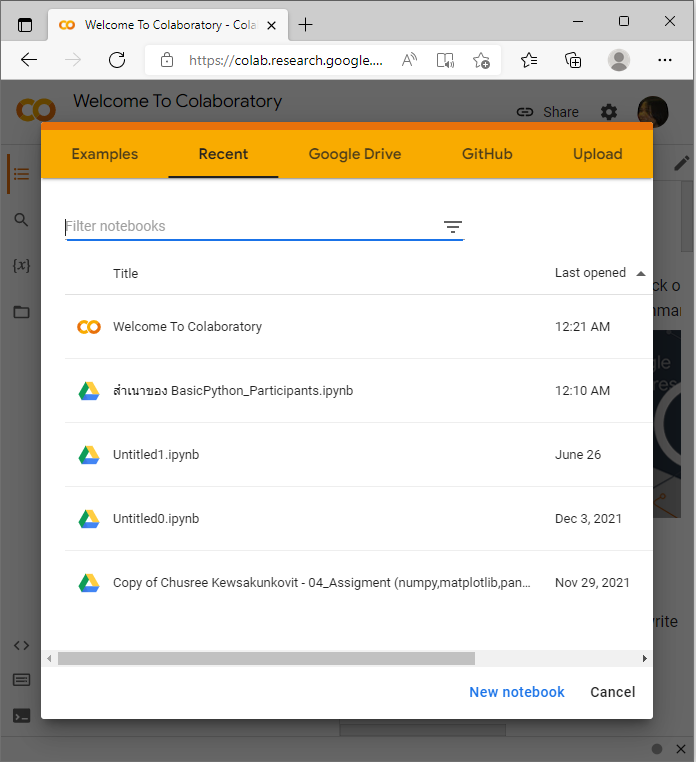 Welcome To Colaboratory - Cola
https://colab.research.google....
Welcome To Colaboratory
Share
Examples Recent Google Drive GitHub Upload
Filter notebooks
Title Last opened
Welcome To Colaboratory 12:21 AM
สำเนาของ BasicPython_Participants.ipynb 12:10 AM
Untitled1.ipynb June 26
Untitled0.ipynb Dec 3, 2021
Copy of Chusree Kewsakunkovit - 04_Assigment (numpy,matplotlib,pan... Nov 29, 2021
{x}
New notebook Cancel